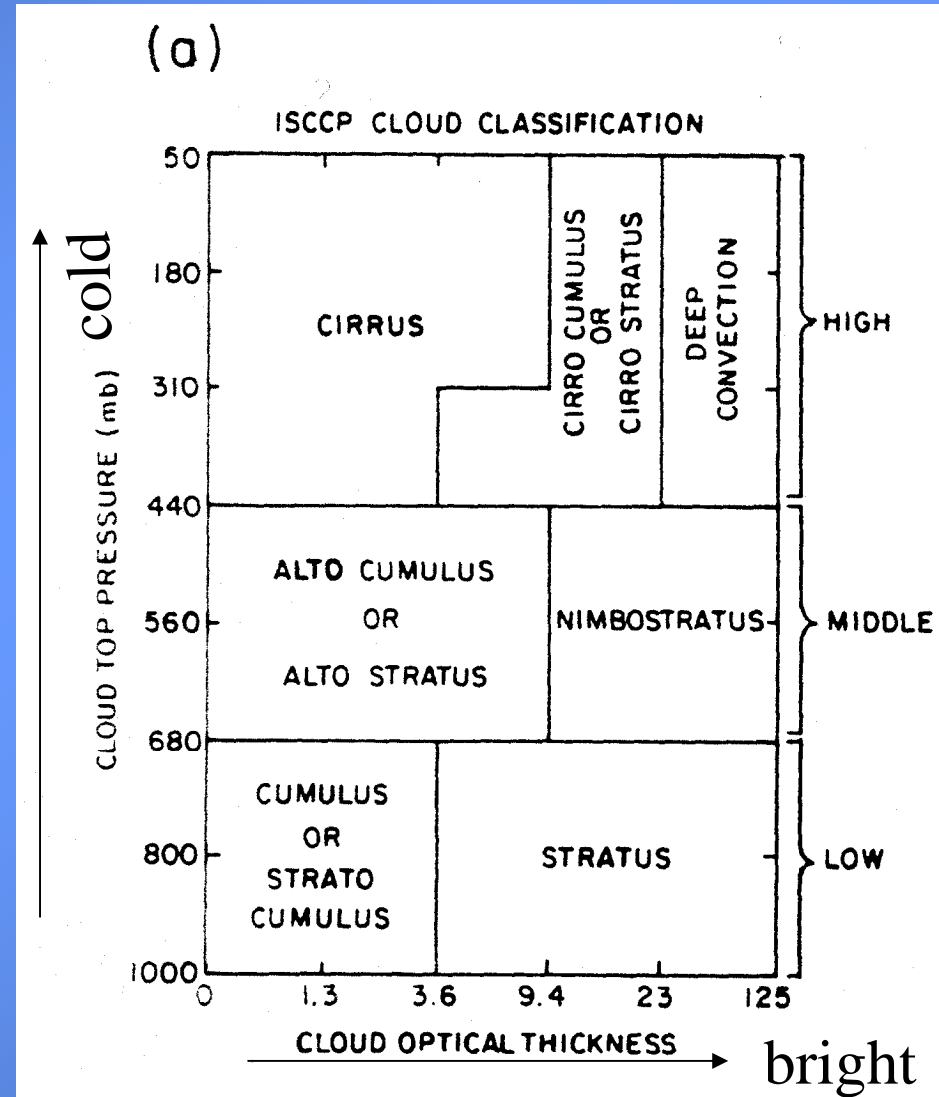 (a)
ISCCP CLOUD CLASSIFICATION
50
180
310
440
560
680
800
1000
cold
CLOUD TOP PRESSURE (mb)
CIRRUS
CIRRO CUMULUS
OR
CIRRO STRATUS
DEEP
CONVECTION
HIGH
ALTO CUMULUS
OR
ALTO STRATUS
NIMBOSTRATUS
MIDDLE
CUMULUS
OR
STRATO
CUMULUS
STRATUS
LOW
0 1.3 3.6 9.4 23 125
CLOUD OPTICAL THICKNESS
bright